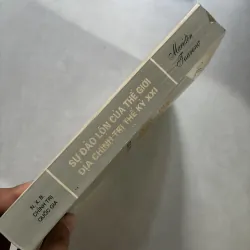 SỰ ĐẢO LỘN CỦA THẾ GIỚI
ĐỊA CHÍNH TRỊ THẾ KỶ XXI
N. X. B
CHÍNH TRỊ
QUỐC GIA